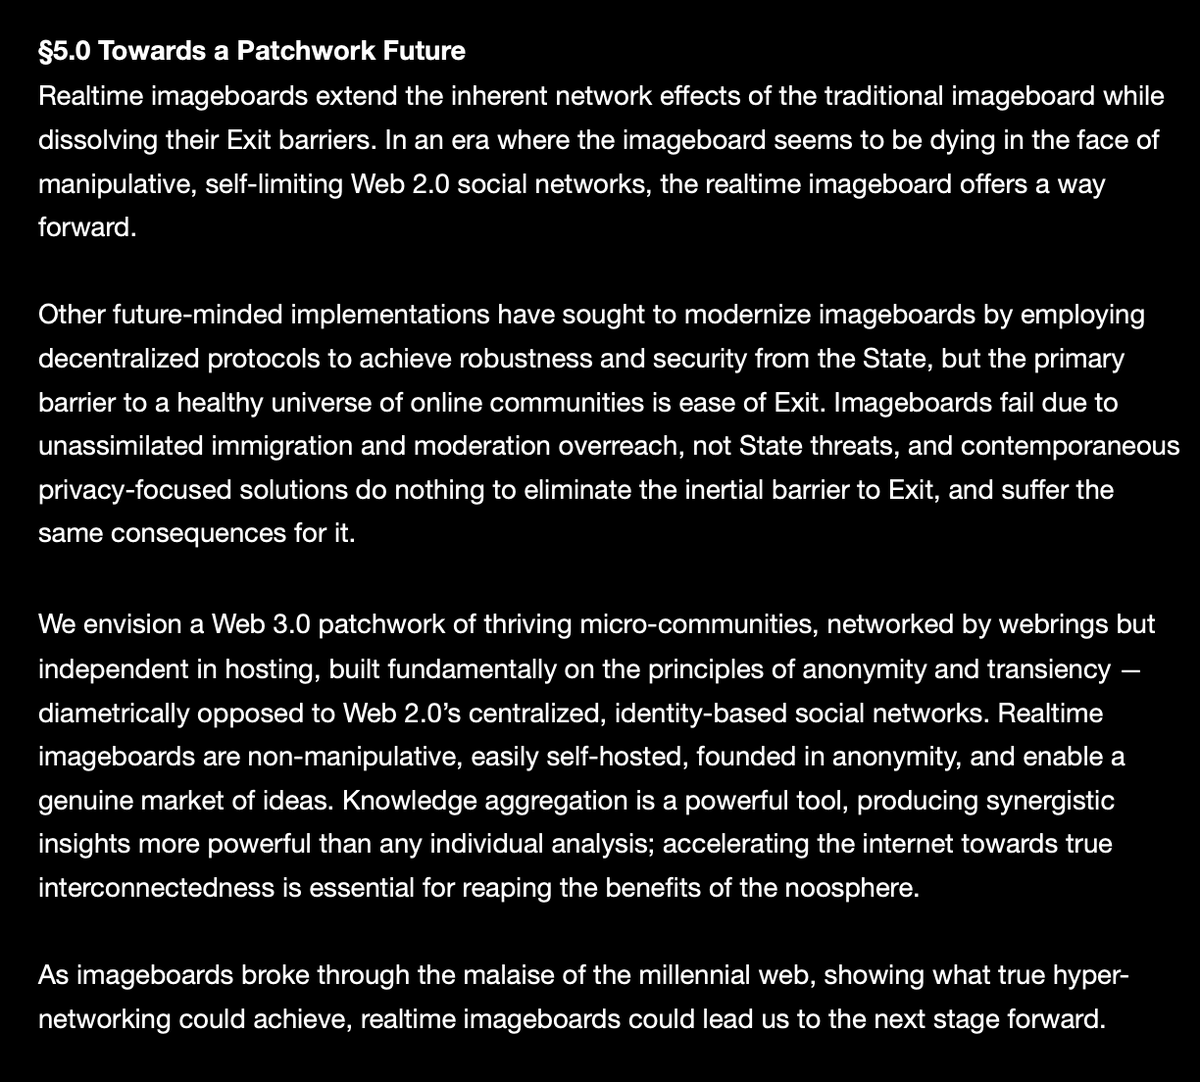 §5.0 Towards a Patchwork Future
Realtime imageboards extend the inherent network effects of the traditional imageboard while
dissolving their Exit barriers. In an era where the imageboard seems to be dying in the face of
manipulative, self-limiting Web 2.0 social networks, the realtime imageboard offers a way
forward.
Other future-minded implementations have sought to modernize imageboards by employing
decentralized protocols to achieve robustness and security from the State, but the primary
barrier to a healthy universe of online communities is ease of Exit. Imageboards fail due to
unassimilated immigration and moderation overreach, not State threats, and contemporaneous
privacy-focused solutions do nothing to eliminate the inertial barrier to Exit, and suffer the
same consequences for it.
We envision a Web 3.0 patchwork of thriving micro-communities, networked by webrings but
independent in hosting, built fundamentally on the principles of anonymity and transiency —
diametrically opposed to Web 2.0’s centralized, identity-based social networks. Realtime
imageboards are non-manipulative, easily self-hosted, founded in anonymity, and enable a
genuine market of ideas. Knowledge aggregation is a powerful tool, producing synergistic
insights more powerful than any individual analysis; accelerating the internet towards true
interconnectedness is essential for reaping the benefits of the noosphere.
As imageboards broke through the malaise of the millennial web, showing what true hyper-
networking could achieve, realtime imageboards could lead us to the next stage forward.